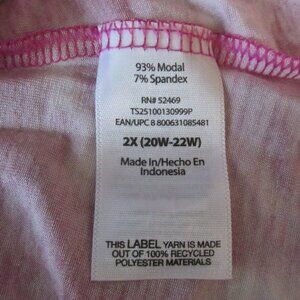 93% Modal
7% Spandex
RN# 52469
TS25100130999P
EAN/UPC 8 800631085481
2X (20W-22W)
Made In/Hecho En
Indonesia
THIS LABEL YARN IS MADE
OUT OF 100% RECYCLED
POLYESTER MATERIALS